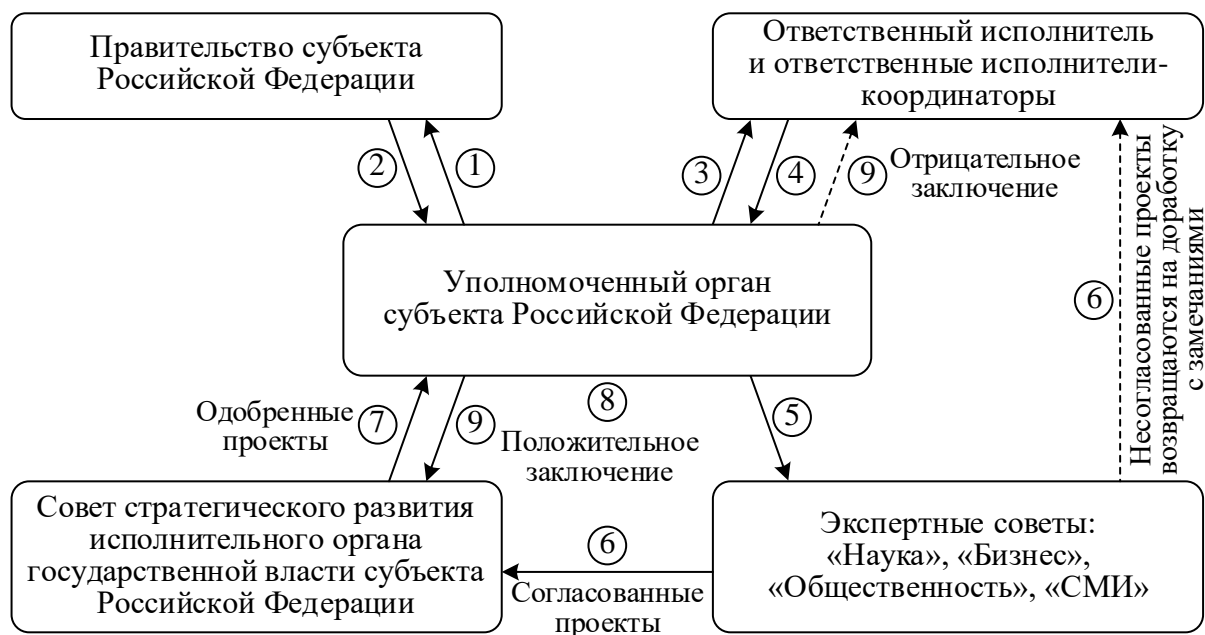 Правительство субъекта
Российской Федерации
Ответственный исполнитель
и ответственные исполнители-
координаторы
2
1
3
4
9
Отрицательное
заключение
Несогласованные проекты
возвращаются на доработку
с замечаниями
6
Уполномоченный орган
субъекта Российской Федерации
Одобренные
проекты
7
9
8
Положительное
заключение
5
Совет стратегического развития
исполнительного органа
государственной власти субъекта
Российской Федерации
6
Согласованные
проекты
Экспертные советы:
«Наука», «Бизнес»,
«Общественность», «СМИ»